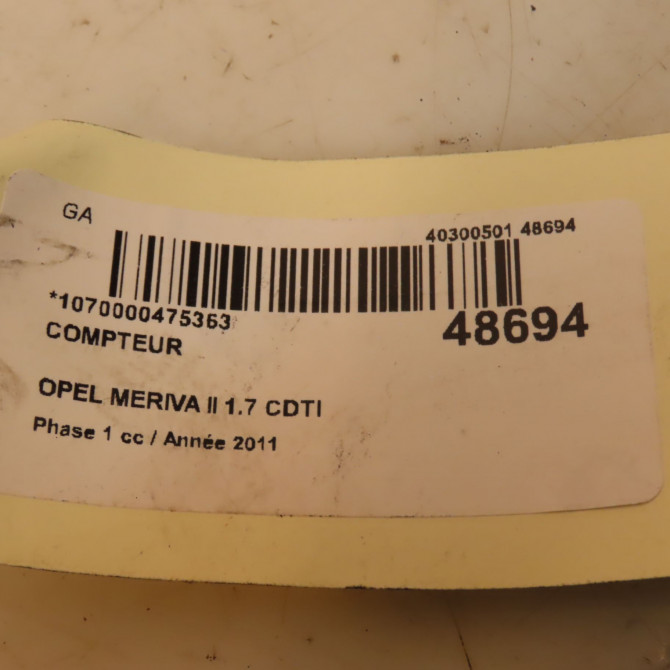 GA
40300501 48694
*1070000475363
48694
COMPTEUR
OPEL MERIVA II 1.7 CDTI
Phase 1 cc / Année 2011